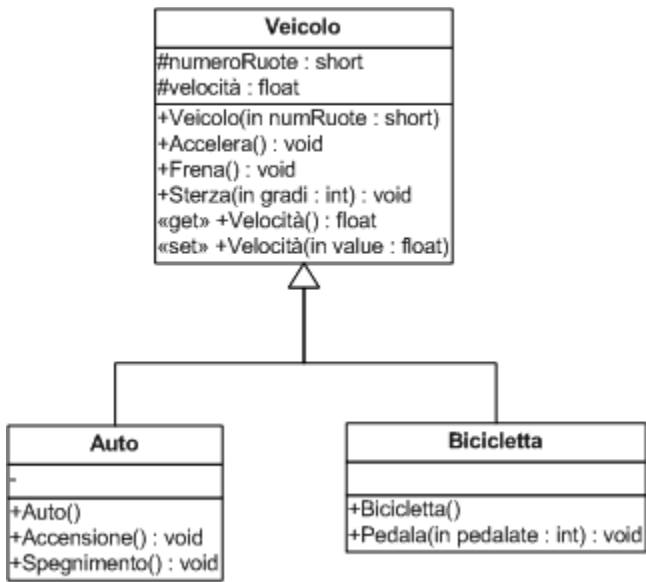 Veicolo
#numeroRuote : short
#velocità : float
+Veicolo(in numRuote : short)
+Accelera() : void
+Frena() : void
+Sterza(in gradi : int) : void
«get» +Velocità() : float
«set» +Velocità(in value : float)
Auto
-
+Auto()
+Accensione() : void
+Spegnimento() : void
Bicicletta
+Bicicletta()
+Pedala(in pedalate : int) : void